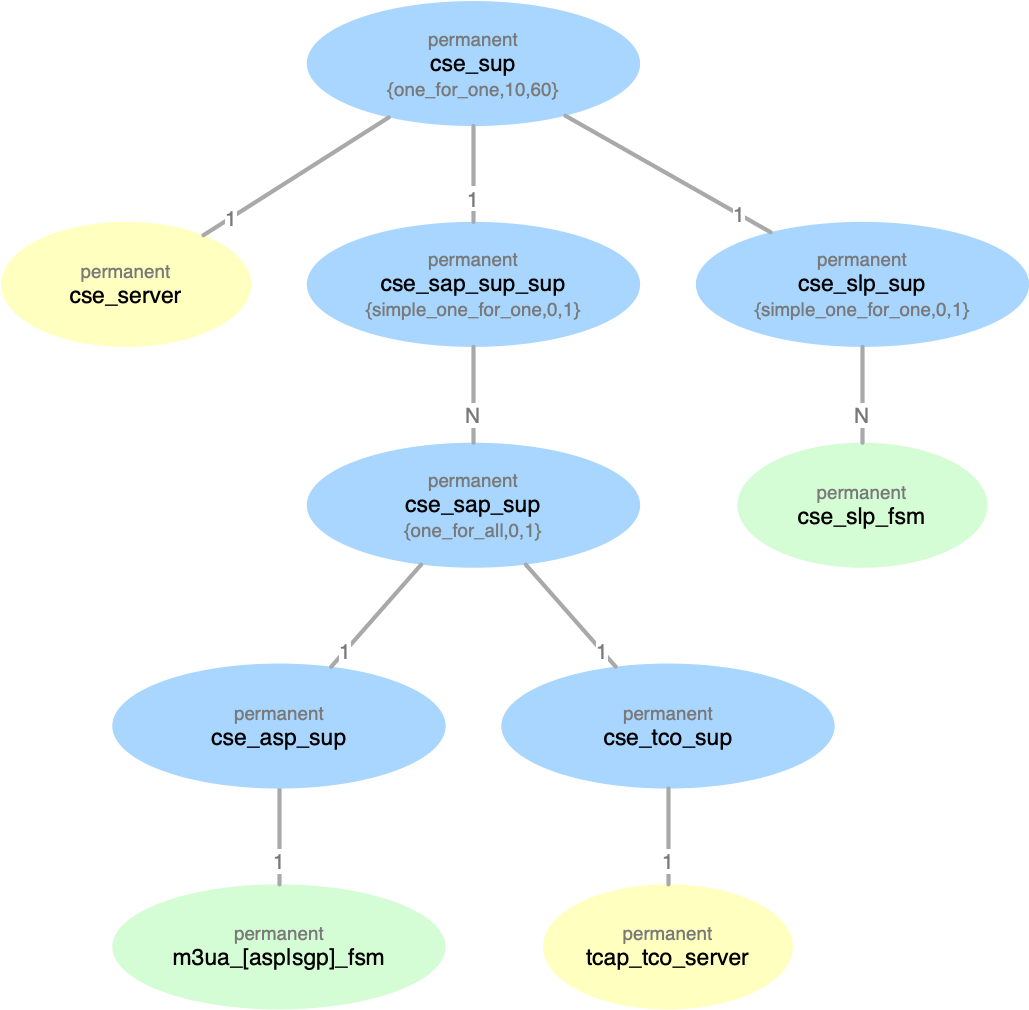 permanent
cse_sup
{one_for_one,10,60}
1
1
1
permanent
cse_server
permanent
cse_sap_sup_sup
{simple_one_for_one,0,1}
permanent
cse_slp_sup
{simple_one_for_one,0,1}
N
N
permanent
cse_sap_sup
{one_for_all,0,1}
permanent
cse_slp_fsm
1
1
permanent
cse_asp_sup
permanent
cse_tco_sup
1
1
permanent
m3ua_[asp|sgp]_fsm
permanent
tcap_tco_server